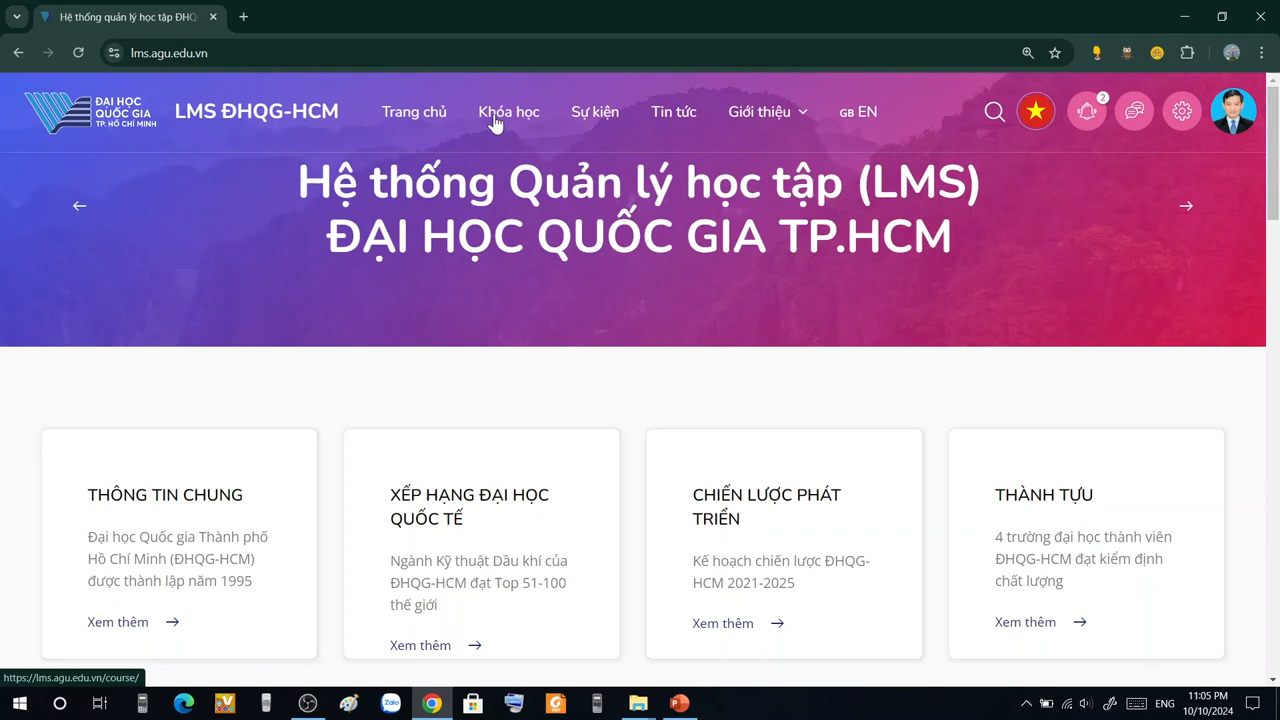 Hệ thống quản lý học tập ĐHQ
lms.agu.edu.vn
ĐẠI HỌC
QUỐC GIA
TP. HỒ CHÍ MINH
LMS ĐHQG-HCM
Trang chủ
Khóa học
Sự kiện
Tin tức
Giới thiệu
GB EN
2
Hệ thống Quản lý học tập (LMS)
ĐẠI HỌC QUỐC GIA TP.HCM
THÔNG TIN CHUNG
Đại học Quốc gia Thành phố
Hồ Chí Minh (ĐHQG-HCM)
được thành lập năm 1995
Xem thêm
XẾP HẠNG ĐẠI HỌC
QUỐC TẾ
Ngành Kỹ thuật Dầu khí của
ĐHQG-HCM đạt Top 51-100
thế giới
Xem thêm
CHIẾN LƯỢC PHÁT
TRIỂN
Kế hoạch chiến lược ĐHQG-
HCM 2021-2025
Xem thêm
THÀNH TỰU
4 trường đại học thành viên
ĐHQG-HCM đạt kiểm định
chất lượng
Xem thêm
https://lms.agu.edu.vn/course/
Zalo
ENG
11:05 PM
10/10/2024